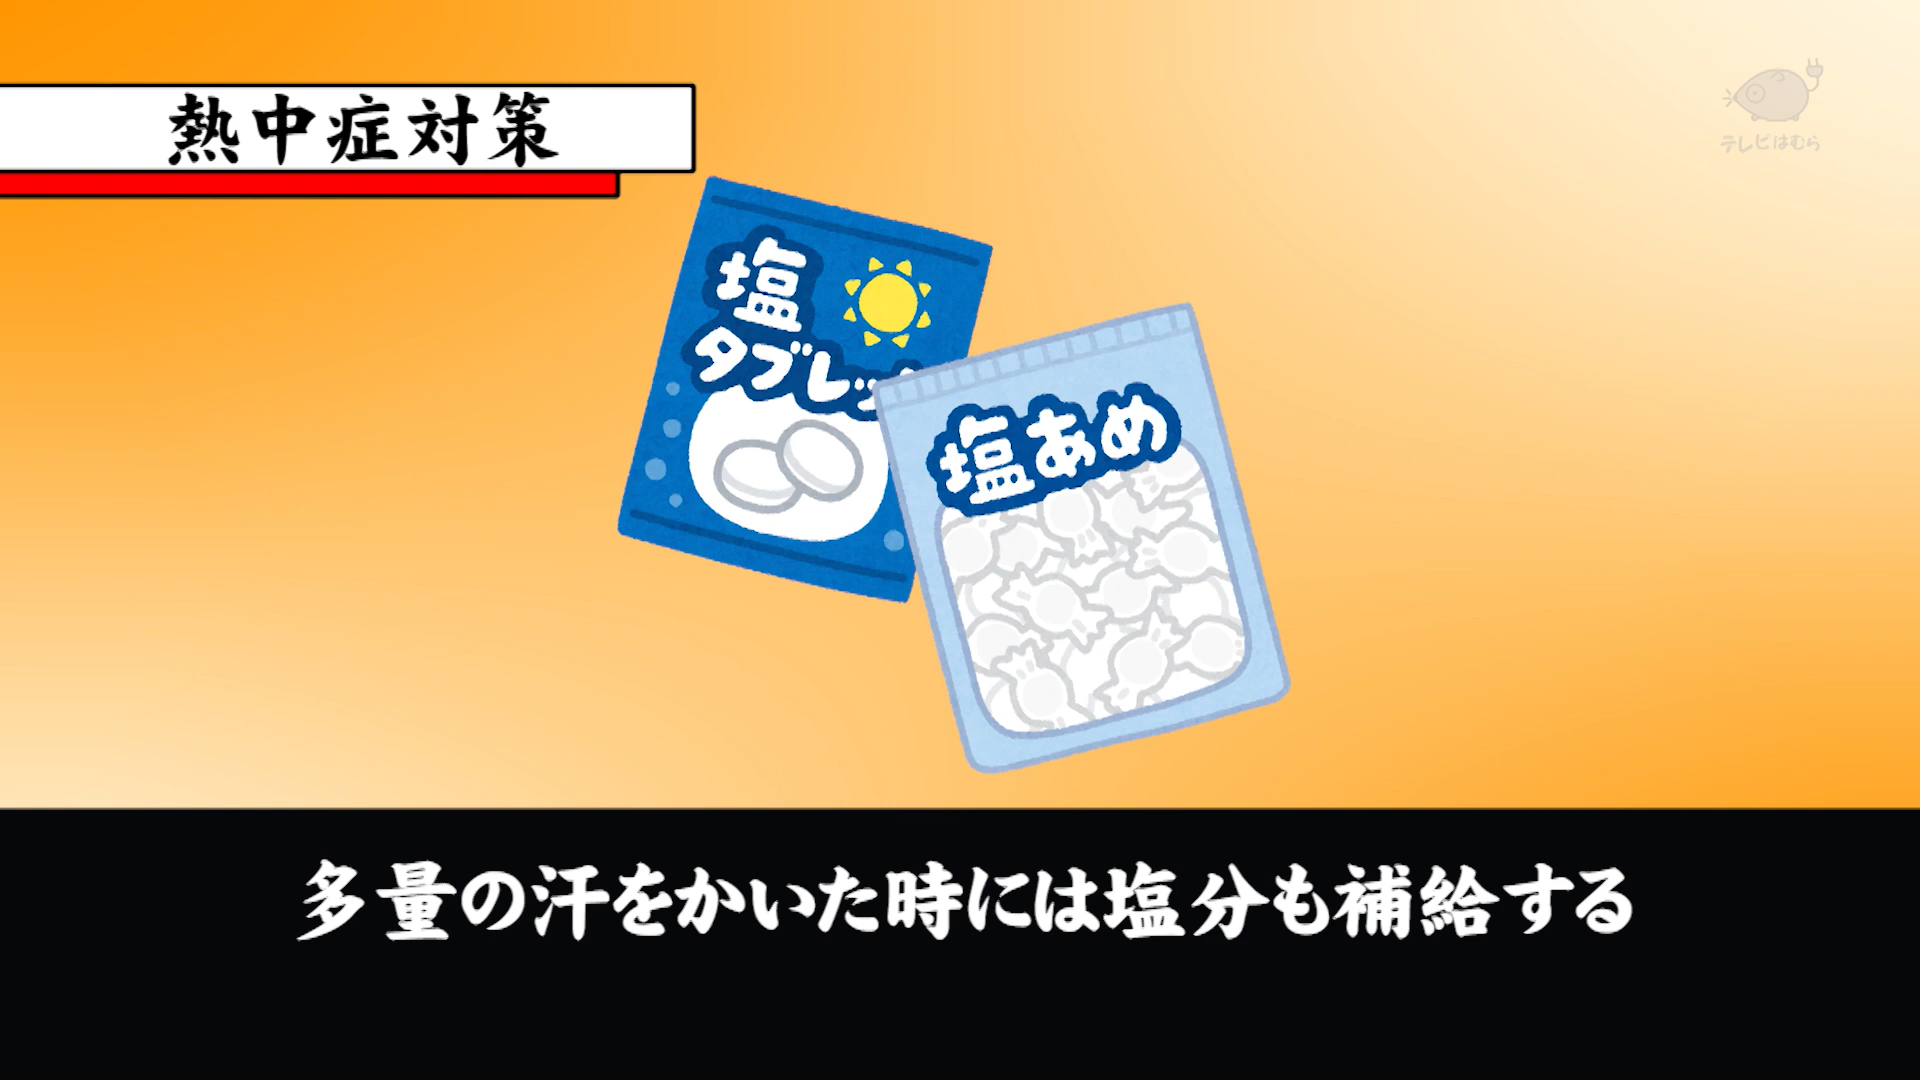 熱中症対策
テレビはむら
塩
タブレッ
塩あめ
多量の汗をかいた時には塩分も補給する